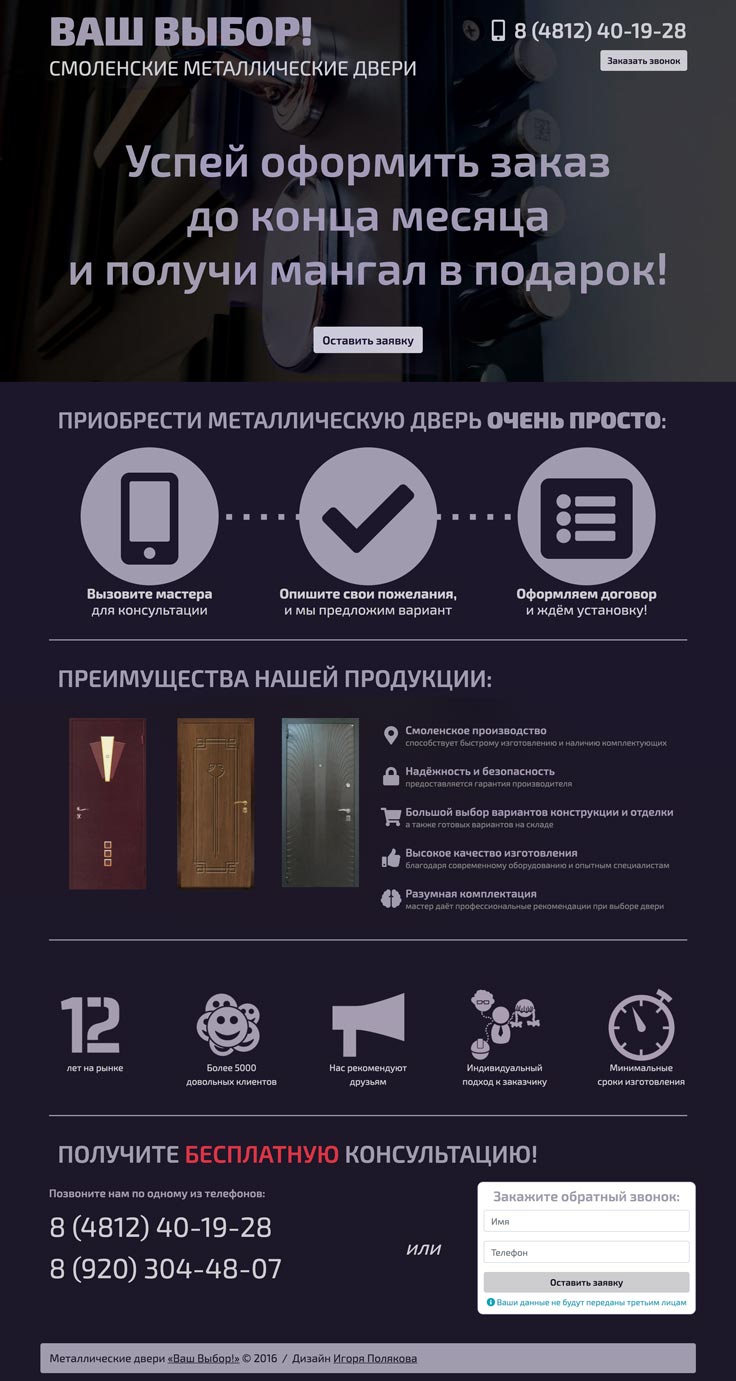 ВАШ ВЫБОР!
СМОЛЕНСКИЕ МЕТАЛЛИЧЕСКИЕ ДВЕРИ
8 (4812) 40-19-28
Заказать звонок
Успей оформить заказ
до конца месяца
и получи мангал в подарок!
Оставить заявку
ПРИОБРЕСТИ МЕТАЛЛИЧЕСКУЮ ДВЕРЬ ОЧЕНЬ ПРОСТО:
Вызовите мастера
для консультации
Опишите свои пожелания,
и мы предложим вариант
Оформляем договор
и ждём установку!
ПРЕИМУЩЕСТВА НАШЕЙ ПРОДУКЦИИ:
Смоленское производство
способствует быстрому изготовлению и наличию комплектующих
Надёжность и безопасность
предоставляется гарантия производителя
Большой выбор вариантов конструкции и отделки
а также готовых вариантов на складе
Высокое качество изготовления
благодаря современному оборудованию и опытным специалистам
Разумная комплектация
мастер даёт профессиональные рекомендации при выборе двери
12
лет на рынке
Более 5000
довольных клиентов
Нас рекомендуют
друзьям
Индивидуальный
подход к заказчику
Минимальные
сроки изготовления
ПОЛУЧИТЕ БЕСПЛАТНУЮ КОНСУЛЬТАЦИЮ!
Позвоните нам по одному из телефонов:
8 (4812) 40-19-28
8 (920) 304-48-07
или
Закажите обратный звонок:
Имя
Телефон
Оставить заявку
Ваши данные не будут переданы третьим лицам
Металлические двери «Ваш Выбор!» © 2016 / Дизайн Игоря Полякова